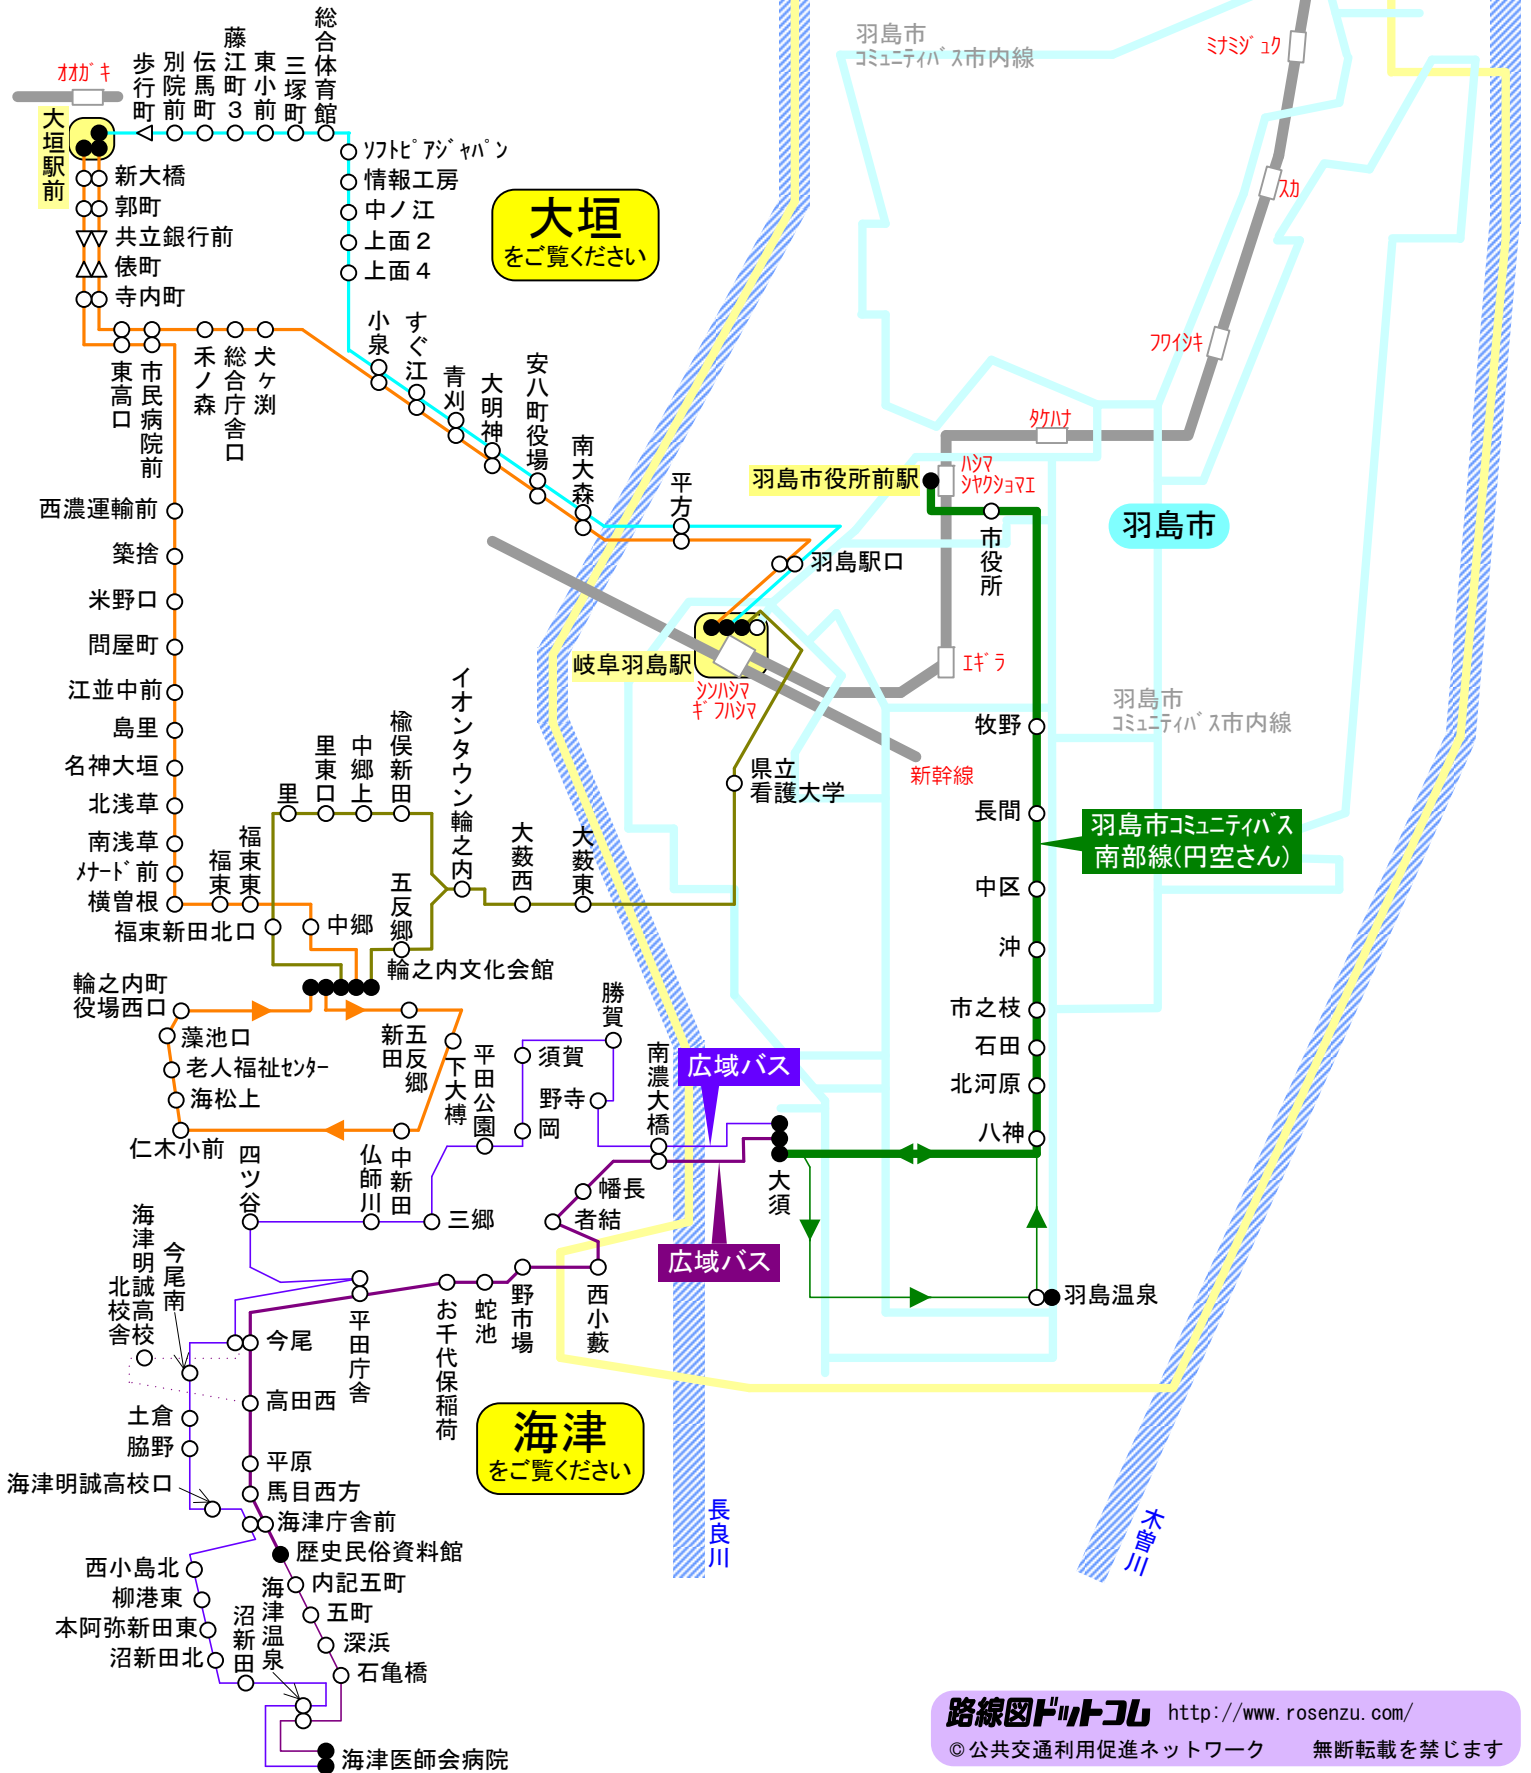 オオガキ
大垣駅前
歩行町
別院前
伝馬町
藤江町３
東小前
三塚町
総合体育館
ソフトピアジャパン
情報工房
中ノ江
上面２
上面４
新大橋
郭町
共立銀行前
俵町
寺内町
東高口
市民病院前
禾ノ森
総合庁舎口
犬ヶ渕
小泉
すぐ江
青刈
大明神
安八町役場
南大森
平方
羽島駅口
大垣
をご覧ください
羽島市
コミュニティバス市内線
ミナミジュク
スカ
フワイシキ
タケハナ
ハシマ
シヤクショマエ
羽島市役所前駅
市役所
羽島市
エギラ
岐阜羽島駅
シンハシマ
ギフハシマ
新幹線
羽島市
コミュニティバス市内線
西濃運輸前
築捨
米野口
問屋町
江並中前
島里
名神大垣
北浅草
南浅草
メナード前
横曽根
福束
福束東
福束新田北口
中郷
里
里東口
中郷上
楡俣新田
イオンタウン輪之内
五反郷
大薮西
大薮東
県立
看護大学
輪之内文化会館
輪之内町
役場西口
藻池口
老人福祉センター
海松上
仁木小前
新田
五反郷
下大榑
中新田
平田公園
須賀
勝賀
野寺
岡
南濃大橋
広域バス
広域バス
大須
牧野
長間
羽島市コミュニティバス
南部線(円空さん)
中区
沖
市之枝
石田
北河原
八神
羽島温泉
四ツ谷
仏師川
三郷
幡長
者結
西小藪
野市場
蛇池
お千代保稲荷
平田庁舎
今尾
今尾南
海津明誠高校
北校舎
高田西
土倉
脇野
平原
馬目西方
海津明誠高校口
海津庁舎前
歴史民俗資料館
西小島北
柳港東
本阿弥新田東
沼新田北
沼新田
海津温泉
内記五町
五町
深浜
石亀橋
海津医師会病院
海津
をご覧ください
長良川
木曽川
路線図ドットコム http://www.rosenzu.com/
©公共交通利用促進ネットワーク 無断転載を禁じます